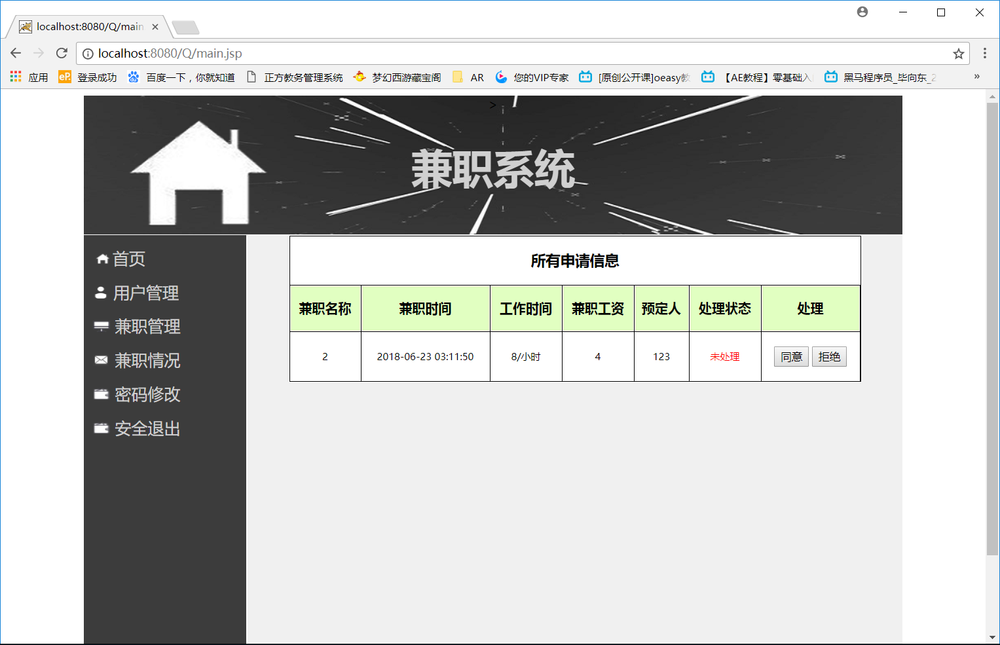 localhost:8080/Q/main
localhost:8080/Q/main.jsp
应用 登录成功 百度一下，你就知道 正方教务管理系统 梦幻西游藏宝阁 AR 您的VIP专家 [原创公开课]oeasy教 【AE教程】零基础入 黑马程序员_毕向东_2 »
>
兼职系统
首页
用户管理
兼职管理
兼职情况
密码修改
安全退出
所有申请信息
兼职名称 兼职时间 工作时间 兼职工资 预定人 处理状态 处理
2 2018-06-23 03:11:50 8/小时 4 123 未处理 同意 拒绝